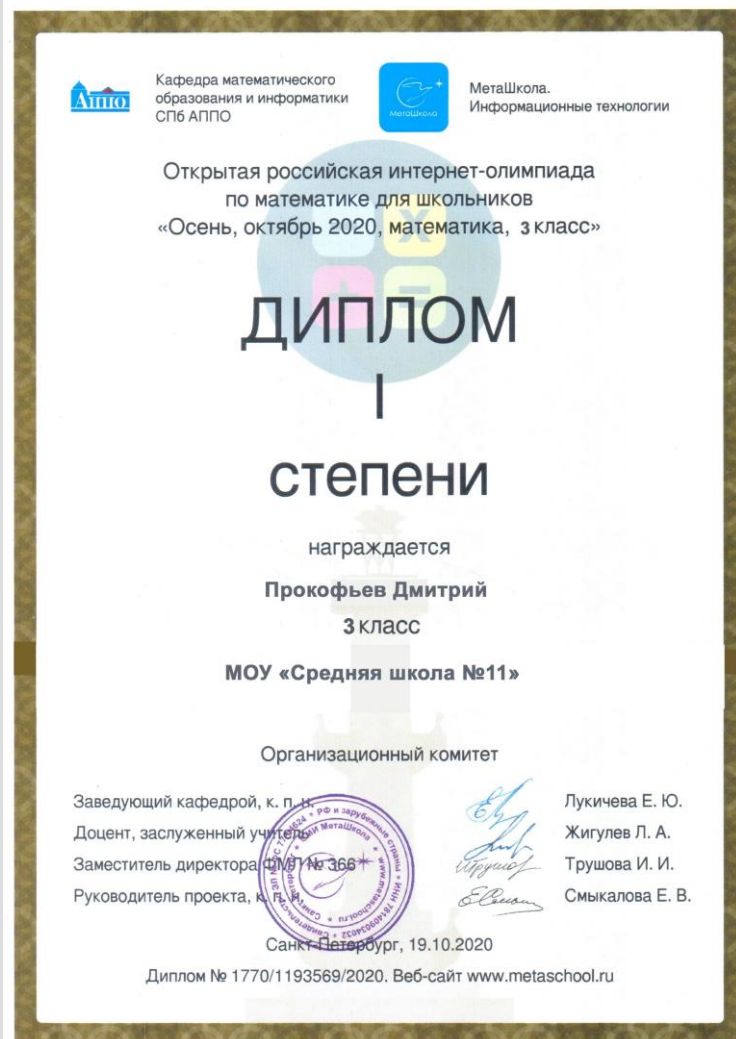 АППО
Кафедра математического
образования и информатики
СПб АППО
МетаШкола
МетаШкола.
Информационные технологии
Открытая российская интернет-олимпиада
по математике для школьников
«Осень, октябрь 2020, математика, 3 класс»
ДИПЛОМ
I
степени
награждается
Прокофьев Дмитрий
3 класс
МОУ «Средняя школа №11»
Организационный комитет
Заведующий кафедрой, к. п. н. Лукичева Е. Ю.
Доцент, заслуженный учитель Жигулев Л. А.
Заместитель директора ФМЛ № 366 Трушова И. И.
Руководитель проекта, к. п. н. Смыкалова Е. В.
Санкт-Петербург, 19.10.2020
Диплом № 1770/1193569/2020. Веб-сайт www.metaschool.ru